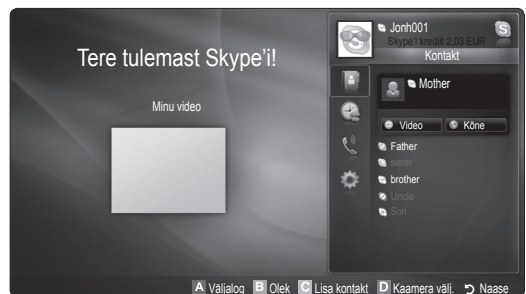 Tere tulemast Skype'i!
Minu video
Jonh001
Skype'i krediit 2.03 EUR
Kontakt
Mother
Video Kõne
Father
sister
brother
Uncle
Son
A Väljalog B Olek C Lisa kontakt D Kaamera välj. Naase